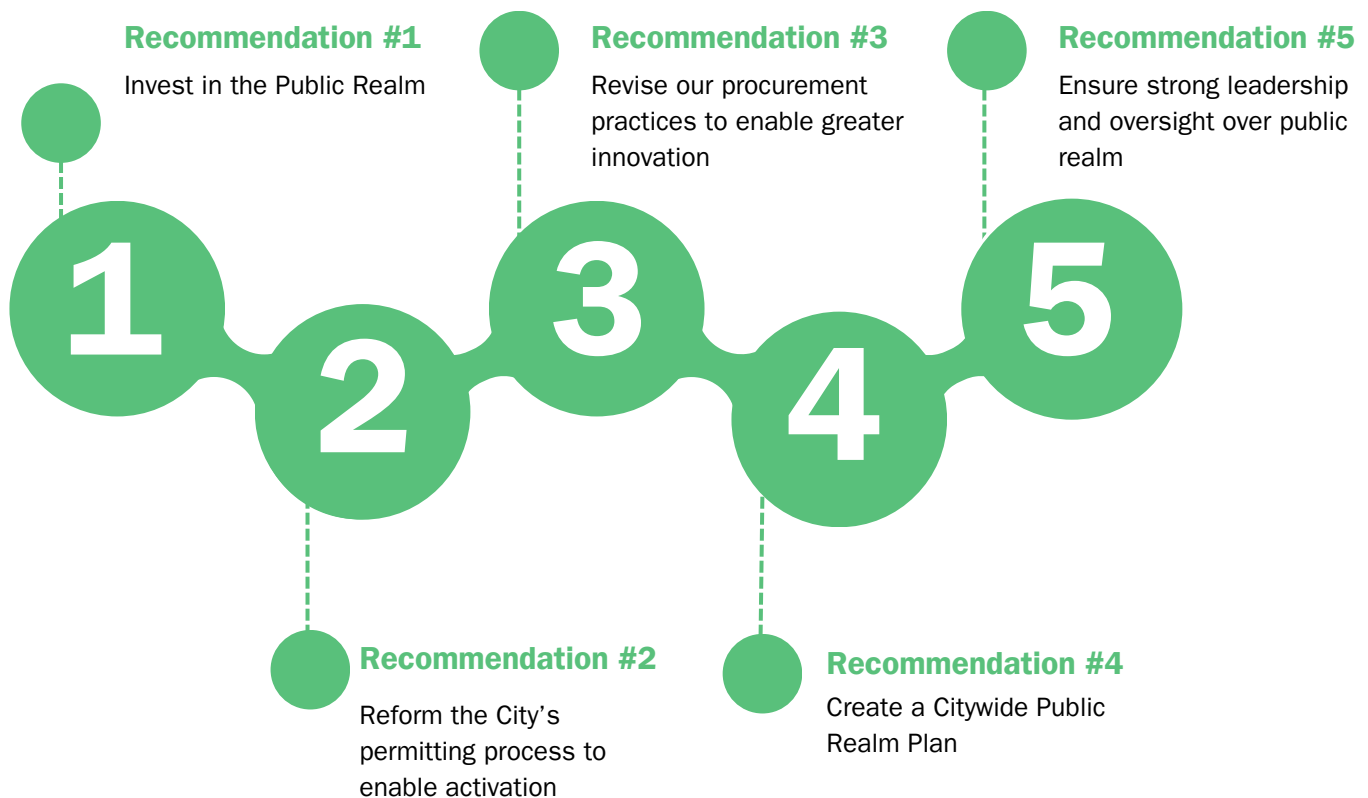 Recommendation #1
Invest in the Public Realm
Recommendation #3
Revise our procurement
practices to enable greater
innovation
Recommendation #5
Ensure strong leadership
and oversight over public
realm
1
2
3
4
5
Recommendation #2
Reform the City’s
permitting process to
enable activation
Recommendation #4
Create a Citywide Public
Realm Plan